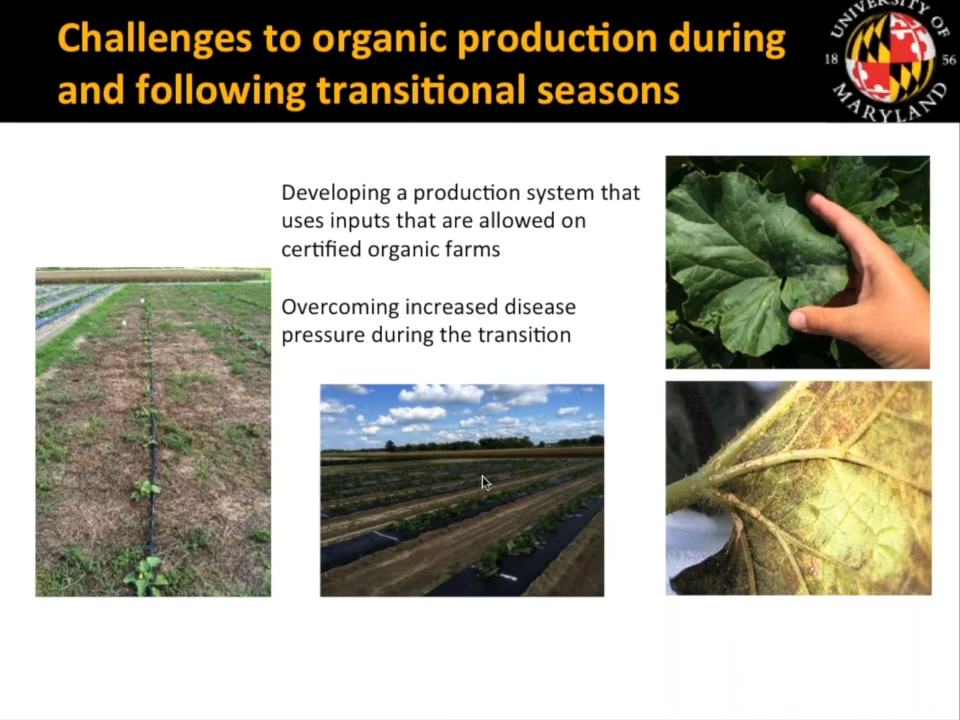 Challenges to organic production during
and following transitional seasons
UNIVERSITY OF
18 56
MARYLAND
Developing a production system that
uses inputs that are allowed on
certified organic farms
Overcoming increased disease
pressure during the transition